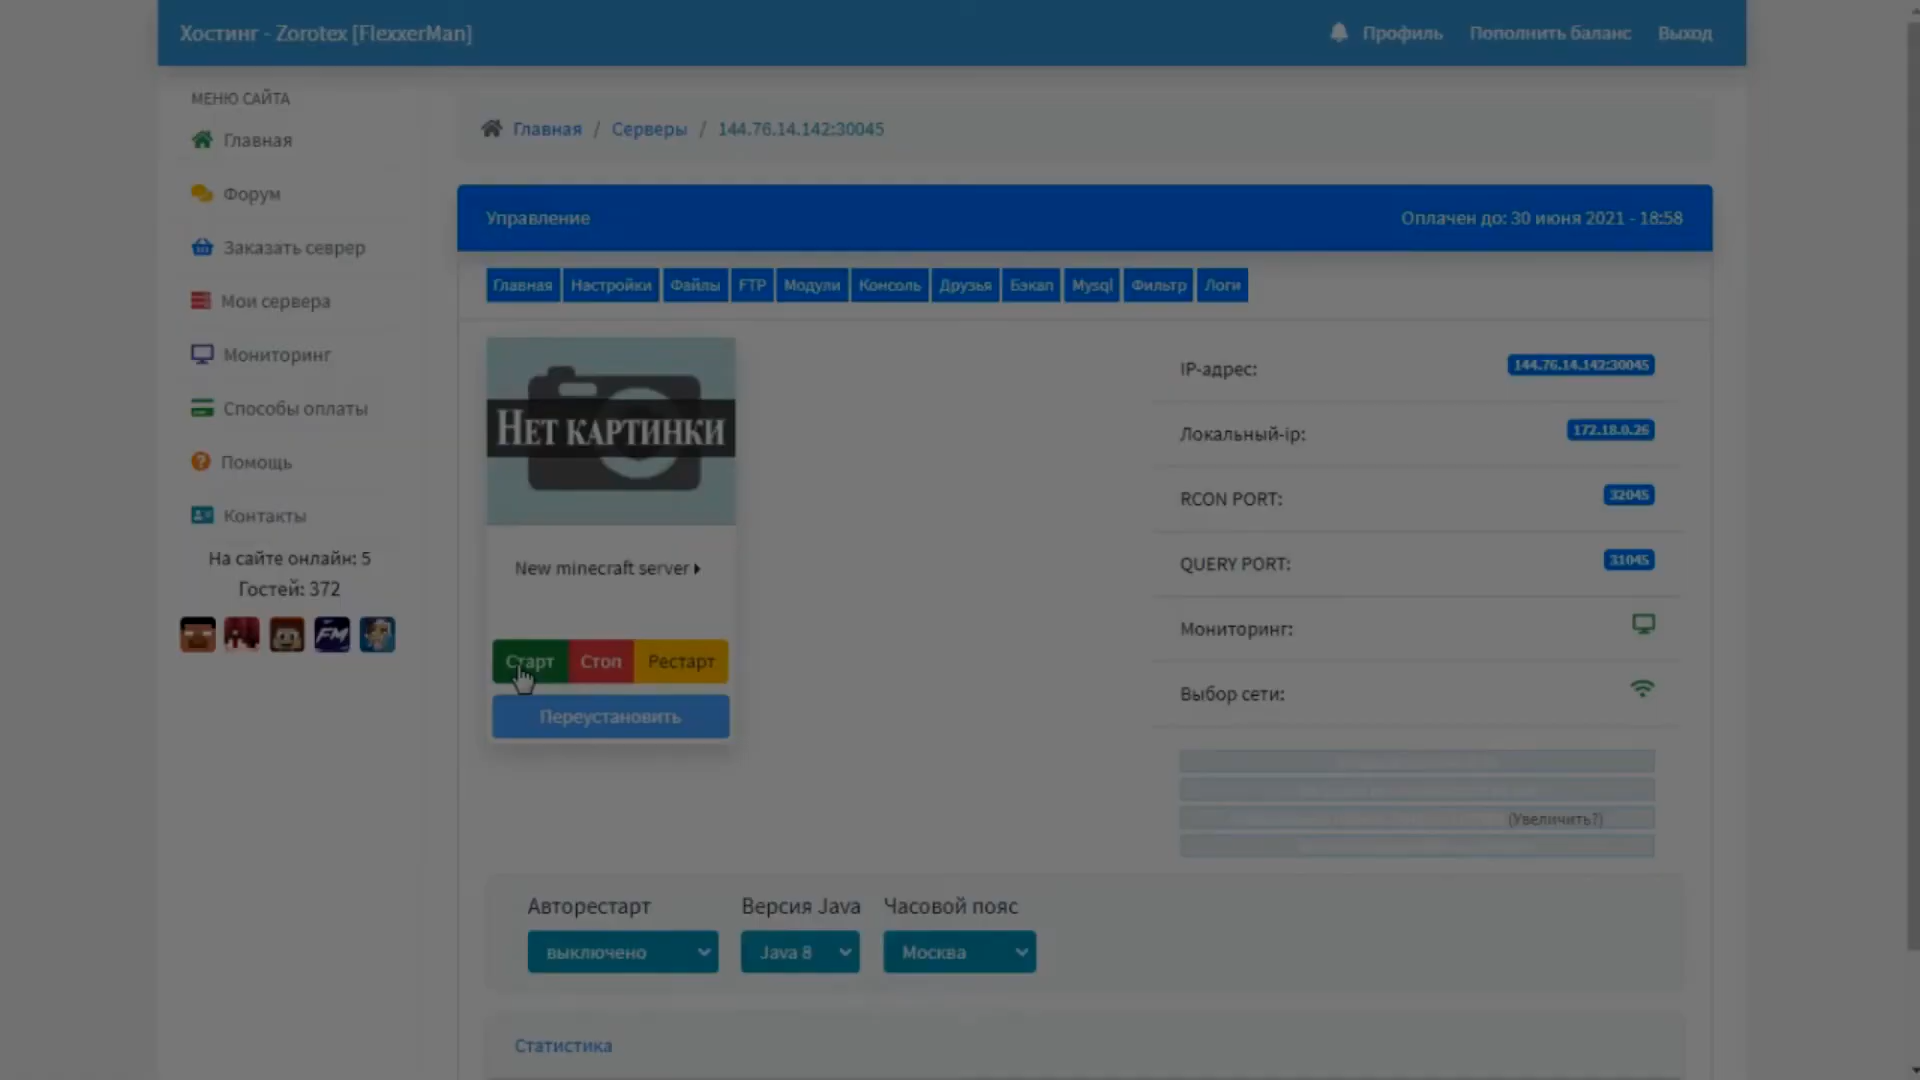 Хостинг - Zorotex [FlexxerMan]
Профиль
Пополнить баланс
Выход
МЕНЮ САЙТА
Главная
Форум
Заказать севрер
Мои сервера
Мониторинг
Способы оплаты
Помощь
Контакты
На сайте онлайн: 5
Гостей: 372
FM
Главная / Серверы / 144.76.14.142:30045
Управление
Оплачен до: 30 июня 2021 - 18:58
Главная Настройки Файлы FTP Модули Консоль Друзья Бэкап Mysql Фильтр Логи
НЕТ КАРТИНКИ
New minecraft server
Старт Стоп Рестарт
Переустановить
IP-адрес: 144.76.14.142:30045
Локальный-ip: 172.18.0.26
RCON PORT: 32045
QUERY PORT: 31045
Мониторинг:
Выбор сети:
(Увеличить?)
Авторестарт Версия Java Часовой пояс
выключено Java 8 Москва
Статистика